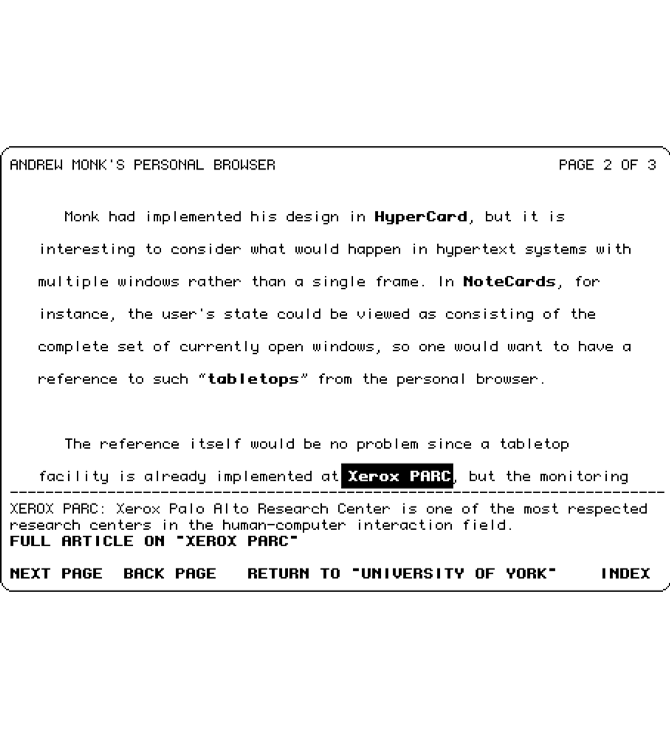 ANDREW MONK'S PERSONAL BROWSER PAGE 2 OF 3
Monk had implemented his design in HyperCard, but it is
interesting to consider what would happen in hypertext systems with
multiple windows rather than a single frame. In NoteCards, for
instance, the user's state could be viewed as consisting of the
complete set of currently open windows, so one would want to have a
reference to such "tabletops" from the personal browser.
The reference itself would be no problem since a tabletop
facility is already implemented at Xerox PARC, but the monitoring
XEROX PARC: Xerox Palo Alto Research Center is one of the most respected
research centers in the human-computer interaction field.
FULL ARTICLE ON "XEROX PARC"
NEXT PAGE BACK PAGE RETURN TO "UNIVERSITY OF YORK" INDEX